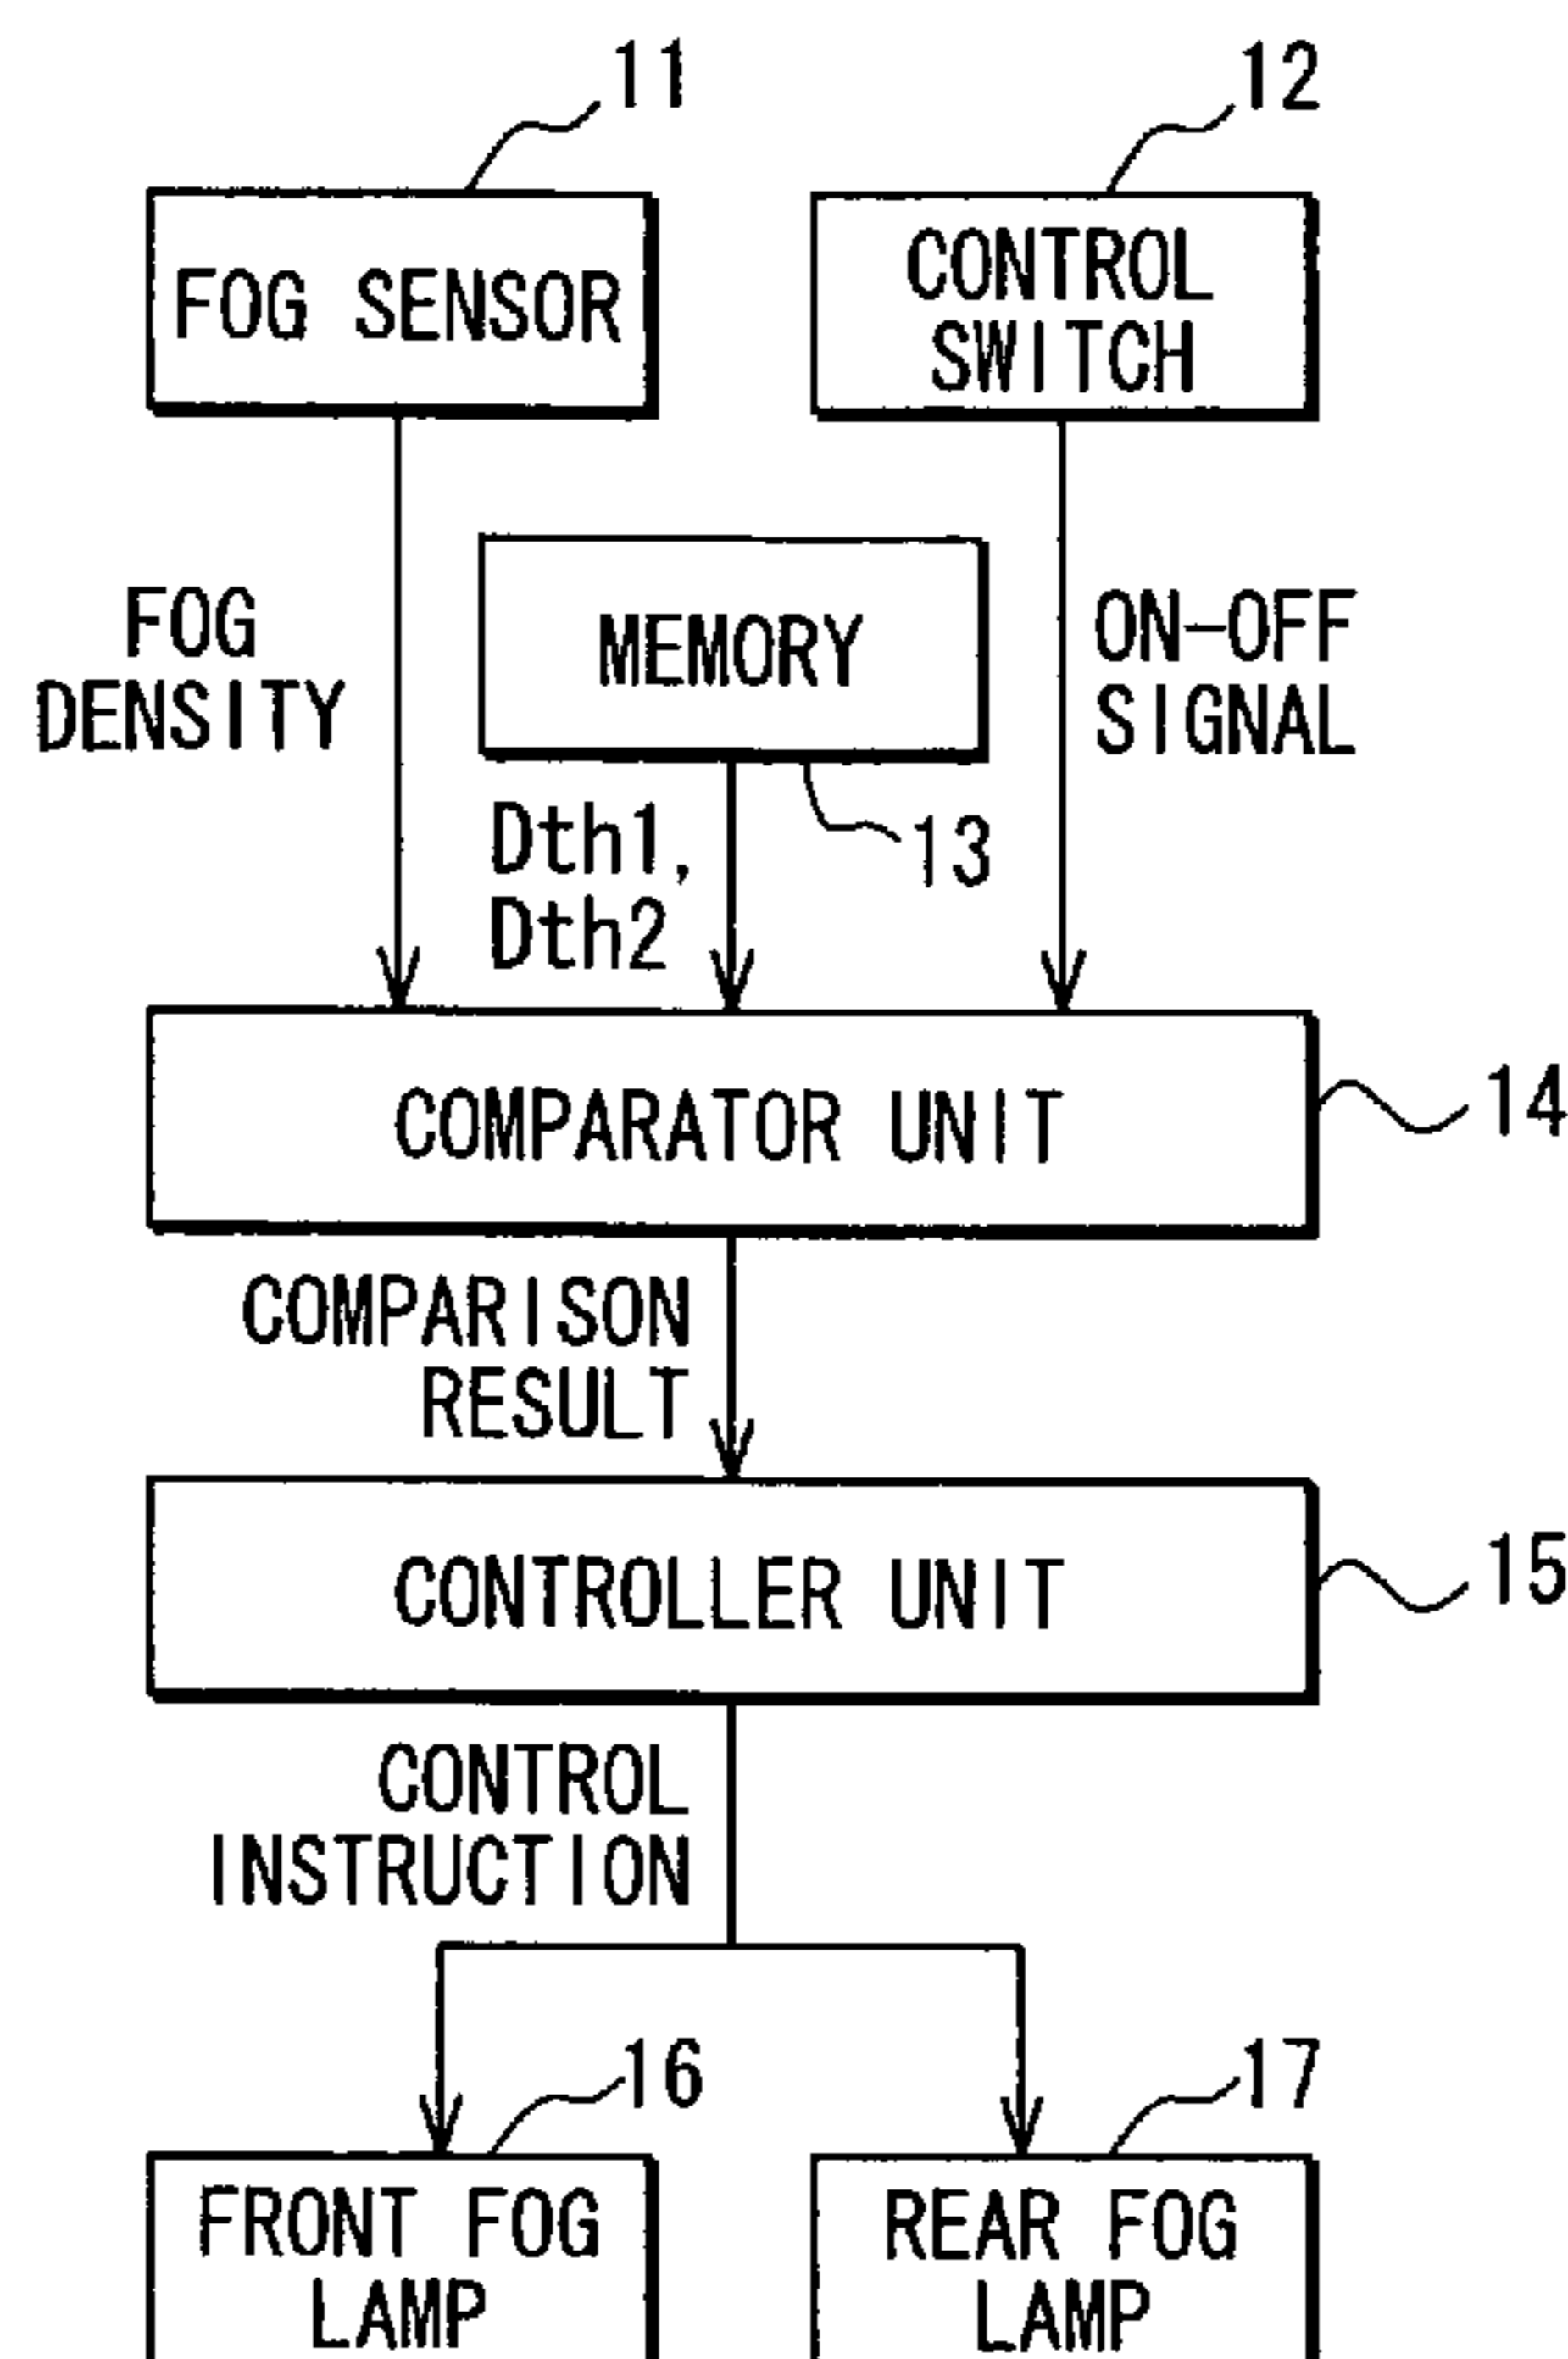 11
12
FOG SENSOR
CONTROL
SWITCH
FOG
DENSITY
MEMORY
ON-OFF
SIGNAL
Dth1,
Dth2
13
COMPARATOR UNIT
14
COMPARISON
RESULT
CONTROLLER UNIT
15
CONTROL
INSTRUCTION
16
17
FRONT FOG
LAMP
REAR FOG
LAMP